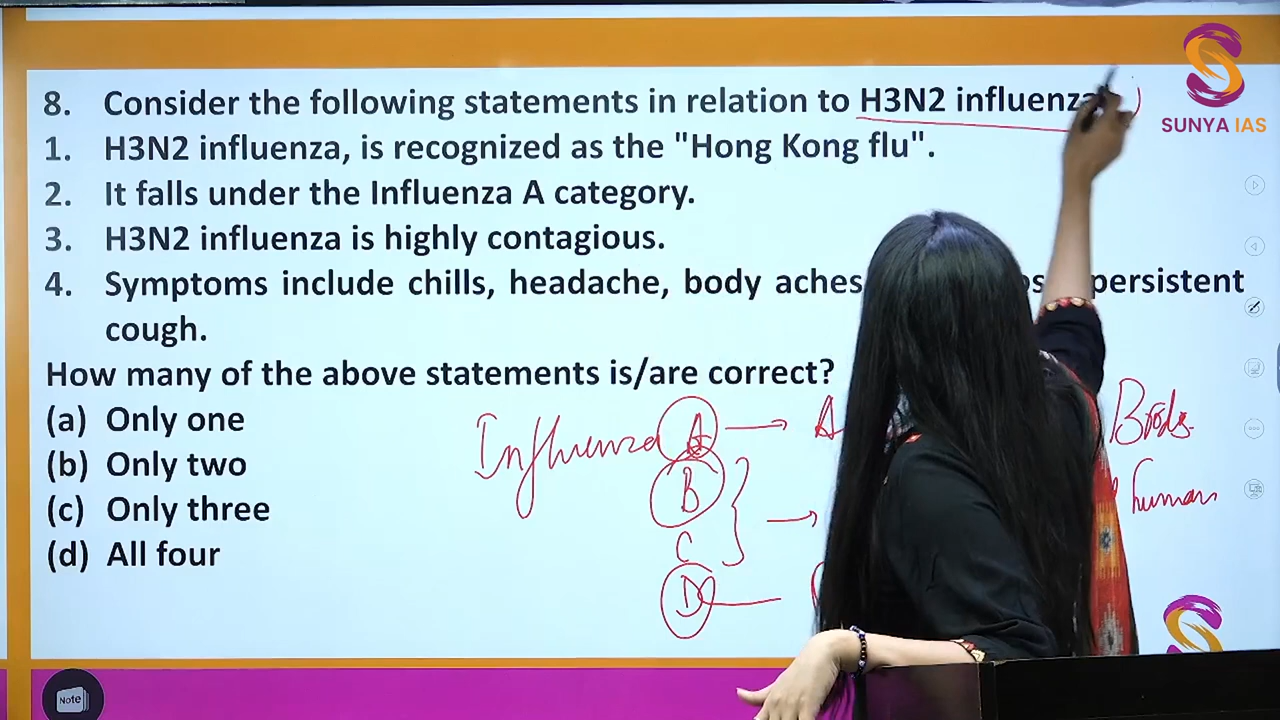 SUNYA IAS
8. Consider the following statements in relation to H3N2 influenza
1. H3N2 influenza, is recognized as the "Hong Kong flu".
2. It falls under the Influenza A category.
3. H3N2 influenza is highly contagious.
4. Symptoms include chills, headache, body aches persistent
cough.
How many of the above statements is/are correct?
(a) Only one
(b) Only two
(c) Only three
(d) All four
Influenza A → A
B
C
D
human
Note